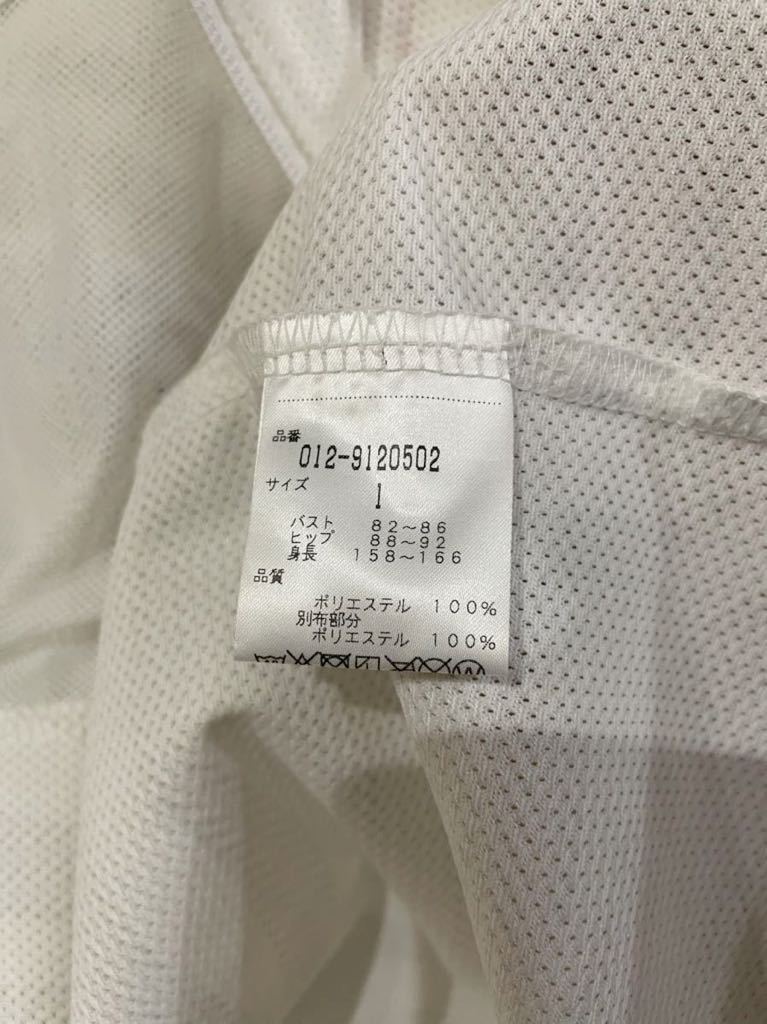 品番
012-9120502
サイズ
1
バスト 82～86
ヒップ 88～92
身長 158～166
品質
ポリエステル 100%
別布部分
ポリエステル 100%